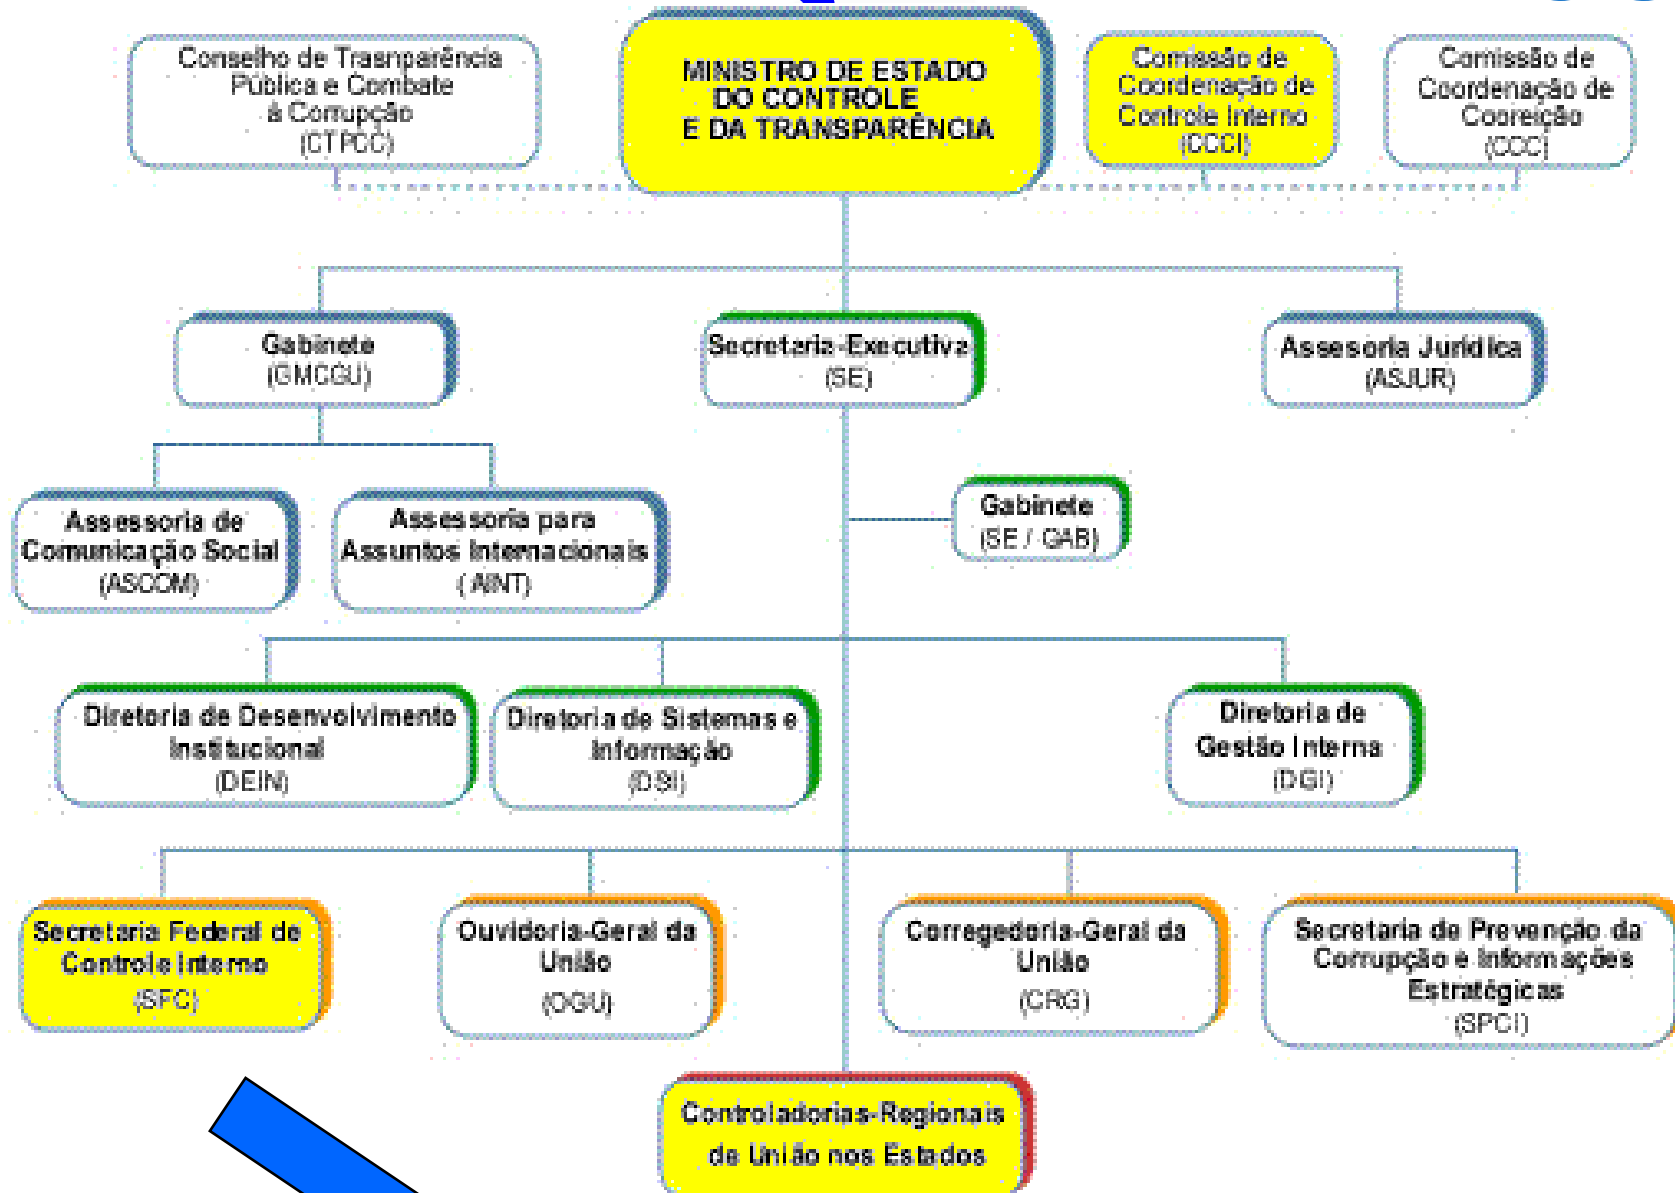 Conselho de Trasnparência
Pública e Combate
à Corrupção
(CTPCC)
MINISTRO DE ESTADO
DO CONTROLE
E DA TRANSPARÊNCIA
Comissão de
Coordenação de
Controle Interno
(CCCI)
Comissão de
Coordenação de
Cooreição
(CCC)
Gabinete
(GMCGU)
Secretaria-Executiva
(SE)
Assesoria Jurídica
(ASJUR)
Assessoria de
Comunicação Social
(ASCOM)
Assessoria para
Assuntos Internacionais
(AINT)
Gabinete
(SE / GAB)
Diretoria de Desenvolvimento
Institucional
(DEIN)
Diretoria de Sistemas e
Informação
(DSI)
Diretoria de
Gestão Interna
(DGI)
Secretaria Federal de
Controle Interno
(SFC)
Ouvidoria-Geral da
União
(OGU)
Corregedoria-Geral da
União
(CRG)
Secretaria de Prevenção da
Corrupção e Informações
Estratégicas
(SPCI)
Controladorias-Regionais
de União nos Estados